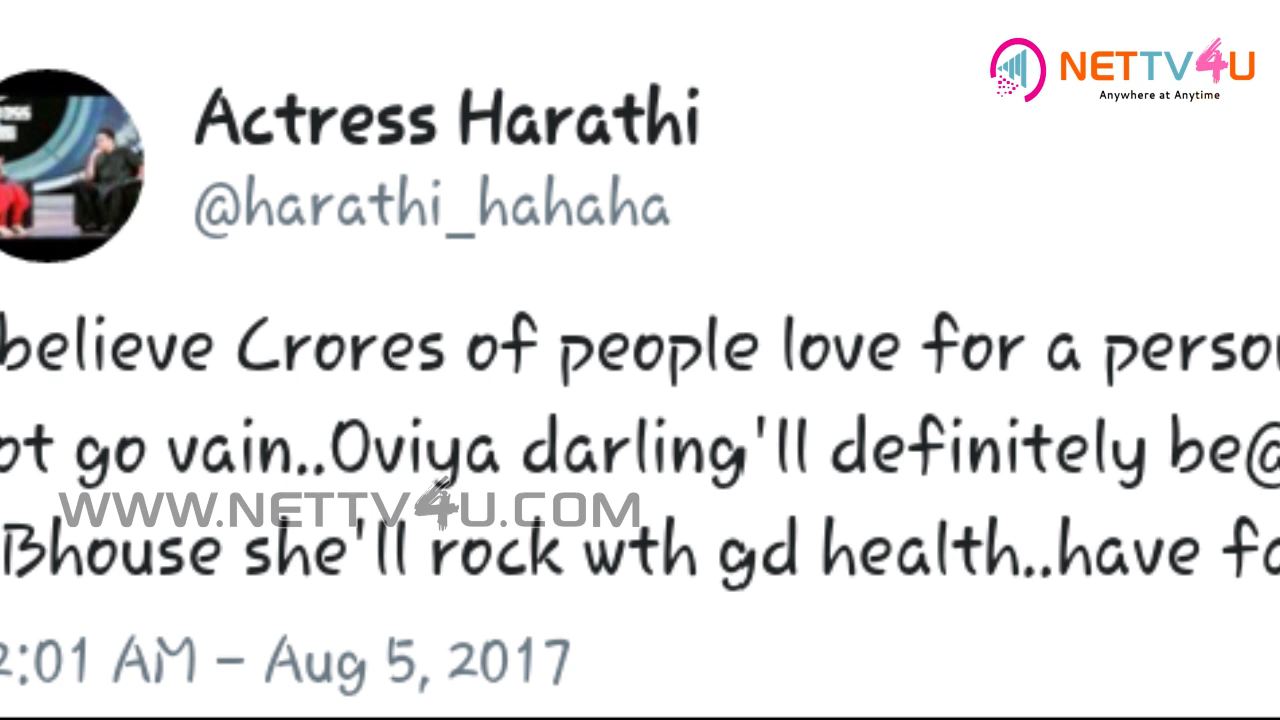 NETTV4U
Anywhere at Anytime
Actress Harathi
@harathi_hahaha
believe Crores of people love for a person
ot go vain..Oviya darling'll definitely be@
Bhouse she'll rock wth gd health..have fa
WWW.NETTV4U.COM
2:01 AM - Aug 5, 2017